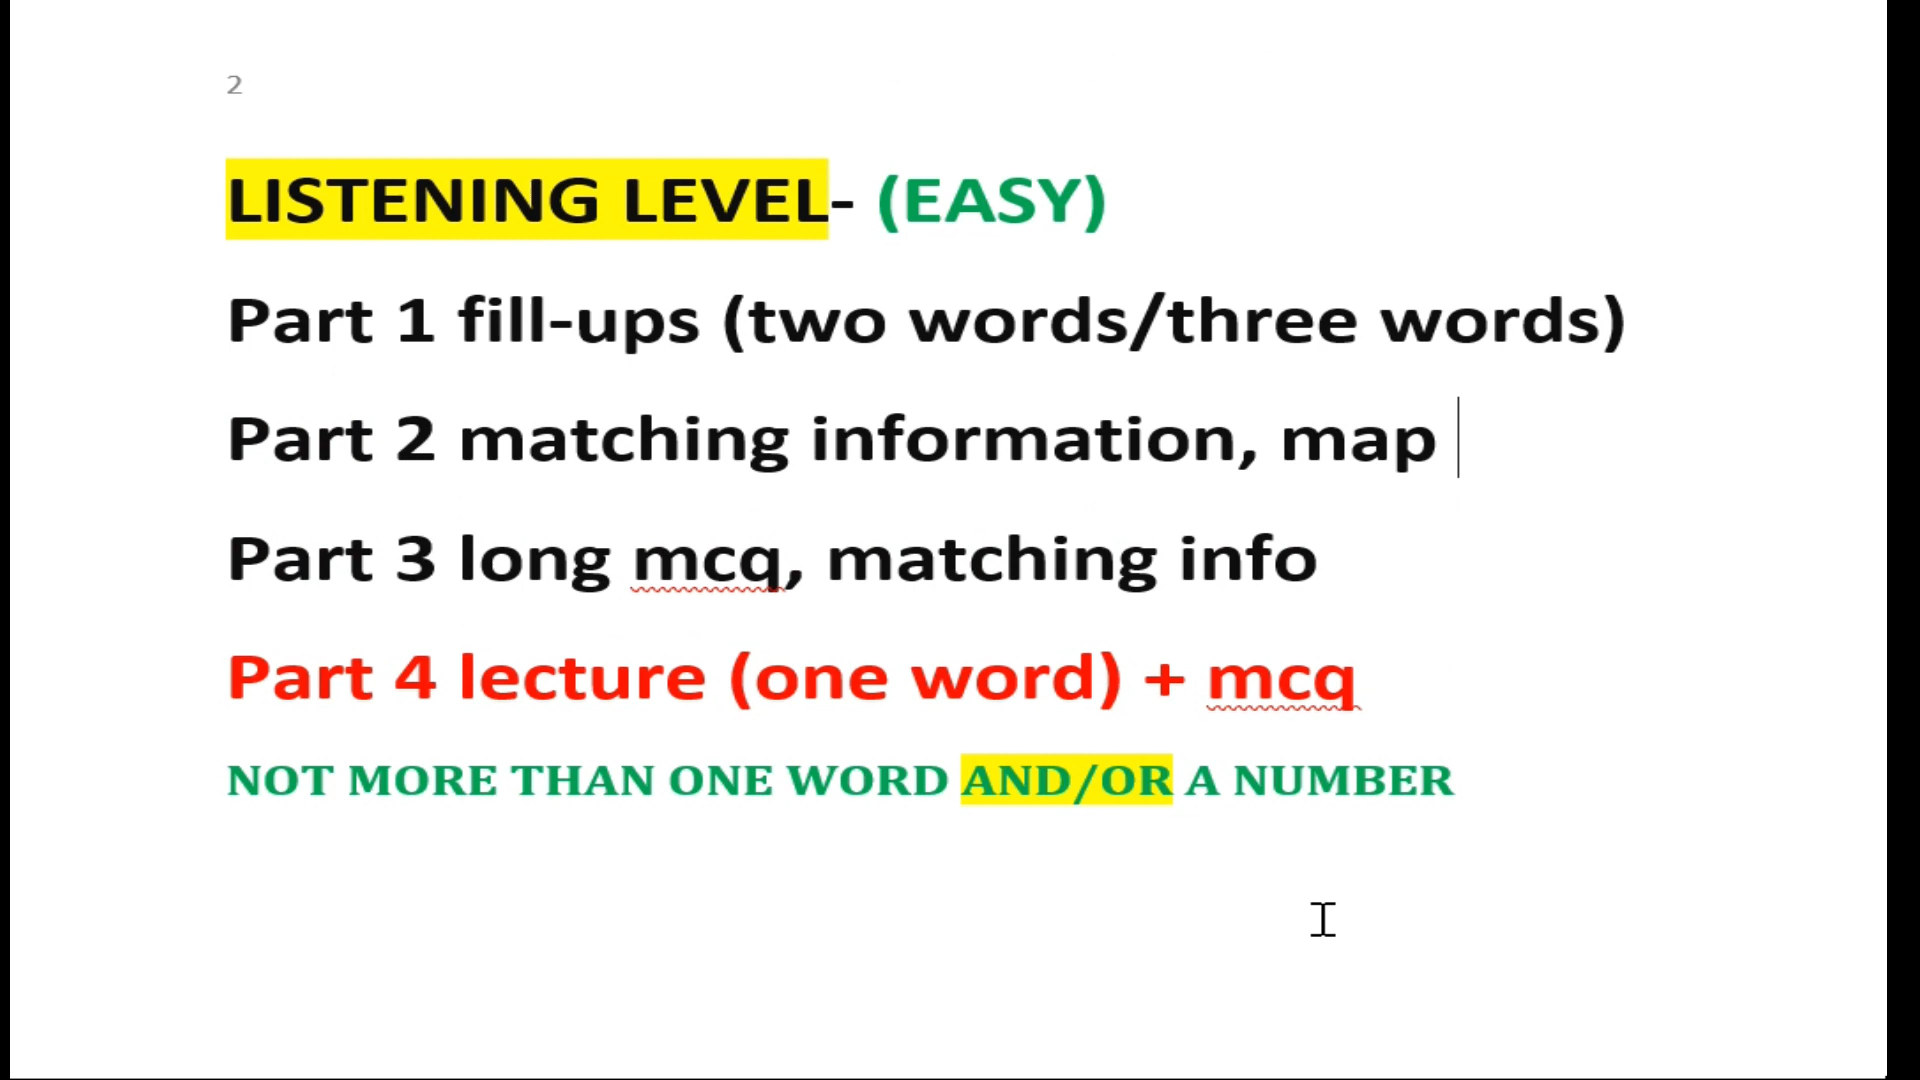 2
LISTENING LEVEL- (EASY)
Part 1 fill-ups (two words/three words)
Part 2 matching information, map
Part 3 long mcq, matching info
Part 4 lecture (one word) + mcq
NOT MORE THAN ONE WORD AND/OR A NUMBER